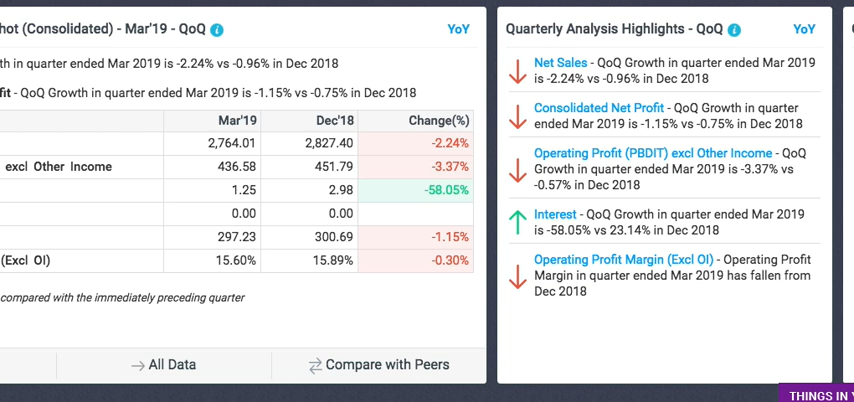 hot (Consolidated) - Mar'19 - QoQ i YoY
th in quarter ended Mar 2019 is -2.24% vs -0.96% in Dec 2018
fit - QoQ Growth in quarter ended Mar 2019 is -1.15% vs -0.75% in Dec 2018
Mar'19 Dec'18 Change(%)
2,764.01 2,827.40 -2.24%
excl Other Income 436.58 451.79 -3.37%
1.25 2.98 -58.05%
0.00 0.00
297.23 300.69 -1.15%
(Excl OI) 15.60% 15.89% -0.30%
compared with the immediately preceding quarter
All Data Compare with Peers
Quarterly Analysis Highlights - QoQ i YoY
Net Sales - QoQ Growth in quarter ended Mar 2019
is -2.24% vs -0.96% in Dec 2018
Consolidated Net Profit - QoQ Growth in quarter
ended Mar 2019 is -1.15% vs -0.75% in Dec 2018
Operating Profit (PBDIT) excl Other Income - QoQ
Growth in quarter ended Mar 2019 is -3.37% vs
-0.57% in Dec 2018
Interest - QoQ Growth in quarter ended Mar 2019
is -58.05% vs 23.14% in Dec 2018
Operating Profit Margin (Excl OI) - Operating Profit
Margin in quarter ended Mar 2019 has fallen from
Dec 2018
THINGS IN Y